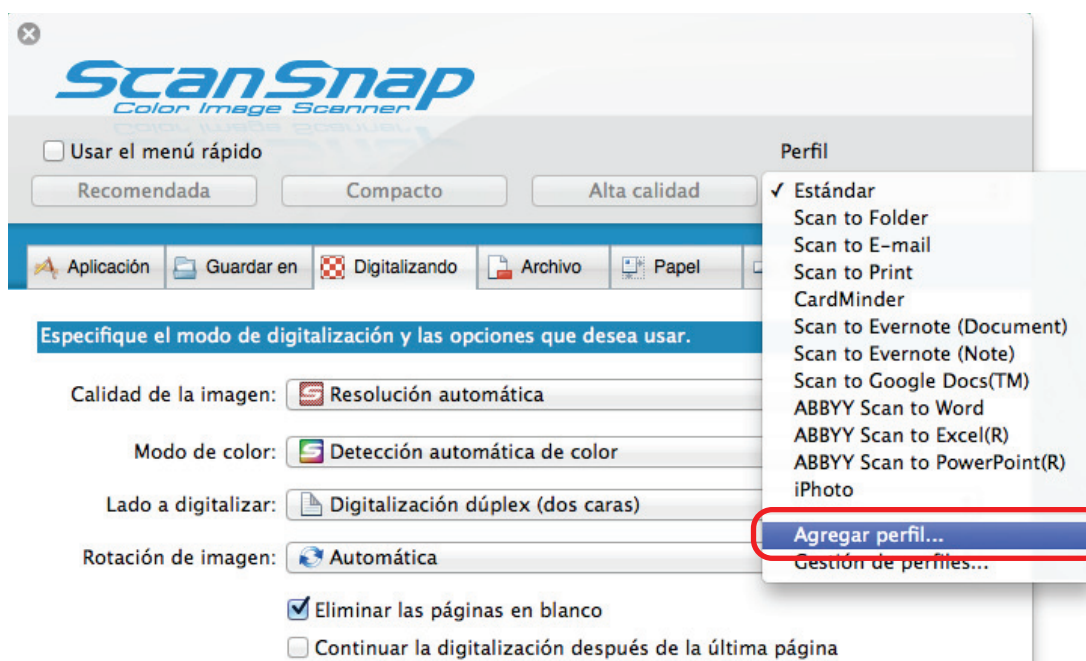 ScanSnap
Color Image Scanner
Usar el menú rápido
Perfil
Recomendada
Compacto
Alta calidad
✓ Estándar
Scan to Folder
Scan to E-mail
Scan to Print
CardMinder
Scan to Evernote (Document)
Scan to Evernote (Note)
Scan to Google Docs(TM)
ABBYY Scan to Word
ABBYY Scan to Excel(R)
ABBYY Scan to PowerPoint(R)
iPhoto
Agregar perfil...
Gestión de perfiles...
Aplicación
Guardar en
Digitalizando
Archivo
Papel
Especifique el modo de digitalización y las opciones que desea usar.
Calidad de la imagen: Resolución automática
Modo de color: Detección automática de color
Lado a digitalizar: Digitalización dúplex (dos caras)
Rotación de imagen: Automática
Eliminar las páginas en blanco
Continuar la digitalización después de la última página